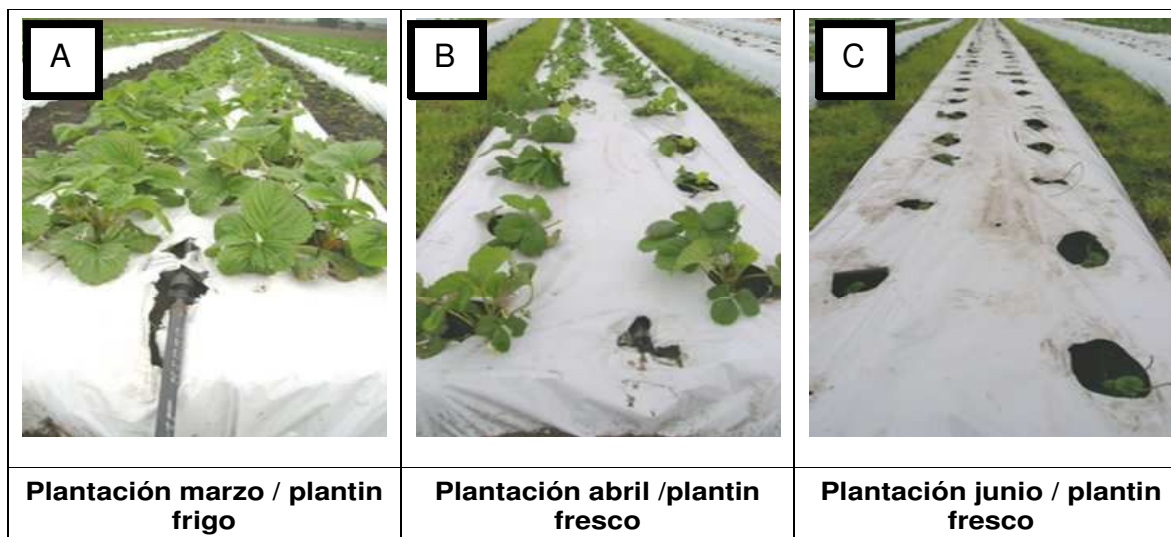 A
B
C
Plantación marzo / plantin
frigo
Plantación abril /plantin
fresco
Plantación junio / plantin
fresco